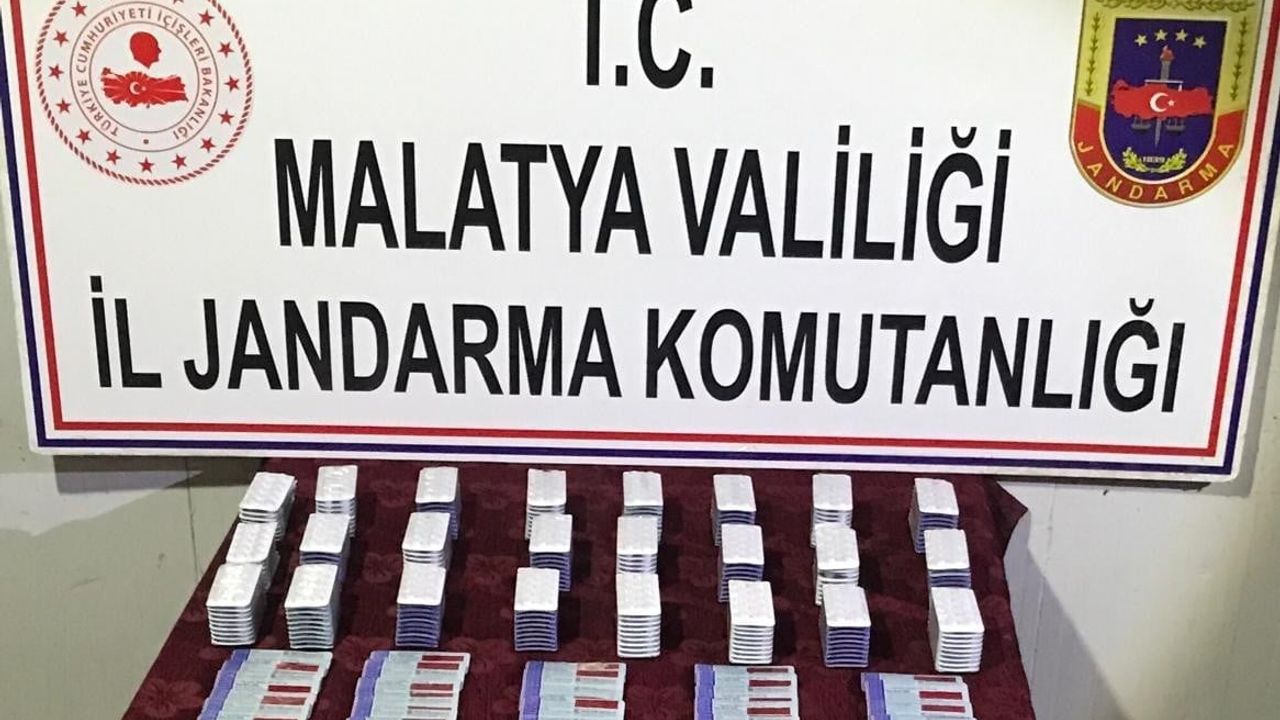 T.C.
MALATYA VALİLİĞİ
İL JANDARMA KOMUTANLIĞI
TÜRKİYE CUMHURİYETİ İÇİŞLERİ BAKANLIĞI
JANDARMA